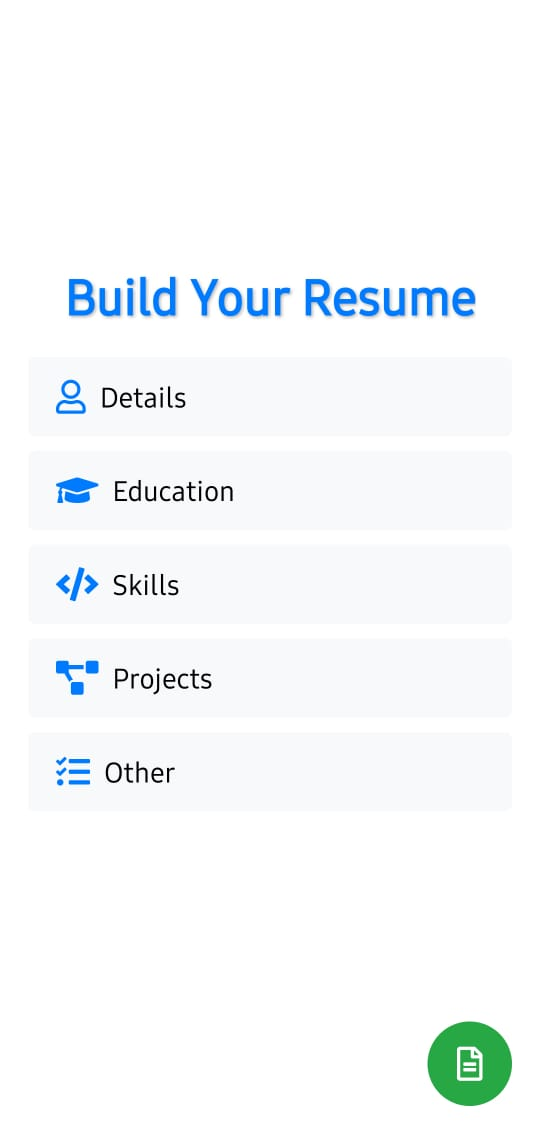 Build Your Resume
Details
Education
Skills
Projects
Other